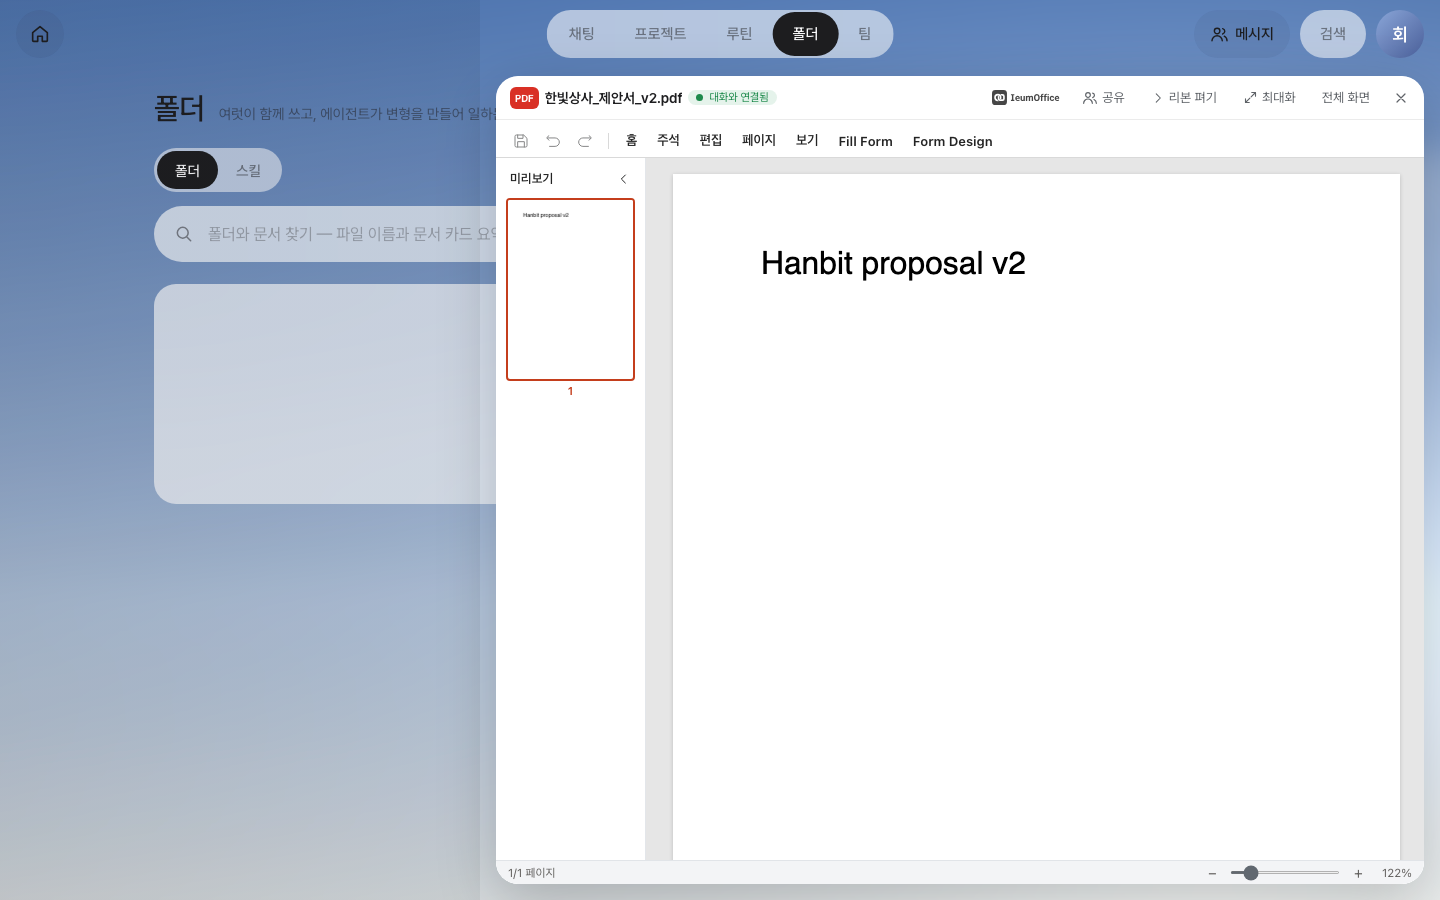 채팅 프로젝트 루틴 폴더 팀
메시지 검색 회
폴더 여럿이 함께 쓰고, 에이전트가 변형을 만들어 일하
폴더 스킬
폴더와 문서 찾기 — 파일 이름과 문서 카드 요
PDF 한빛상사_제안서_v2.pdf 대화와 연결됨 IeumOffice 공유 리본 펴기 최대화 전체 화면
홈 주석 편집 페이지 보기 Fill Form Form Design
미리보기
Hanbit proposal v2
1
Hanbit proposal v2
1/1 페이지 122%